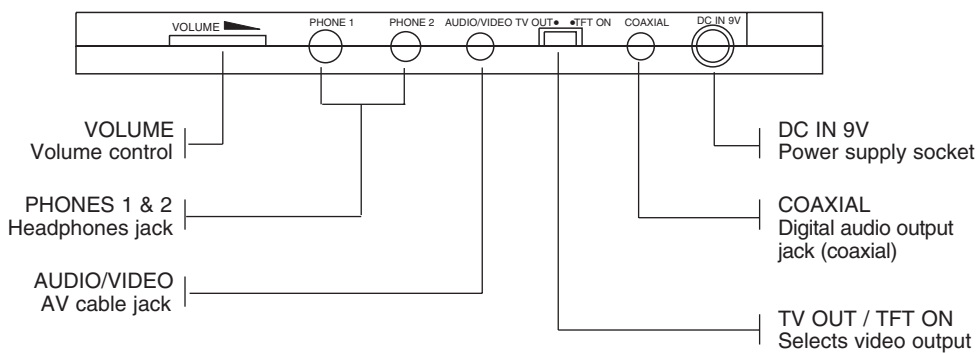 VOLUME
PHONE 1
PHONE 2
AUDIO/VIDEO
TV OUT• •TFT ON
COAXIAL
DC IN 9V
VOLUME
Volume control
PHONES 1 & 2
Headphones jack
AUDIO/VIDEO
AV cable jack
DC IN 9V
Power supply socket
COAXIAL
Digital audio output
jack (coaxial)
TV OUT / TFT ON
Selects video output